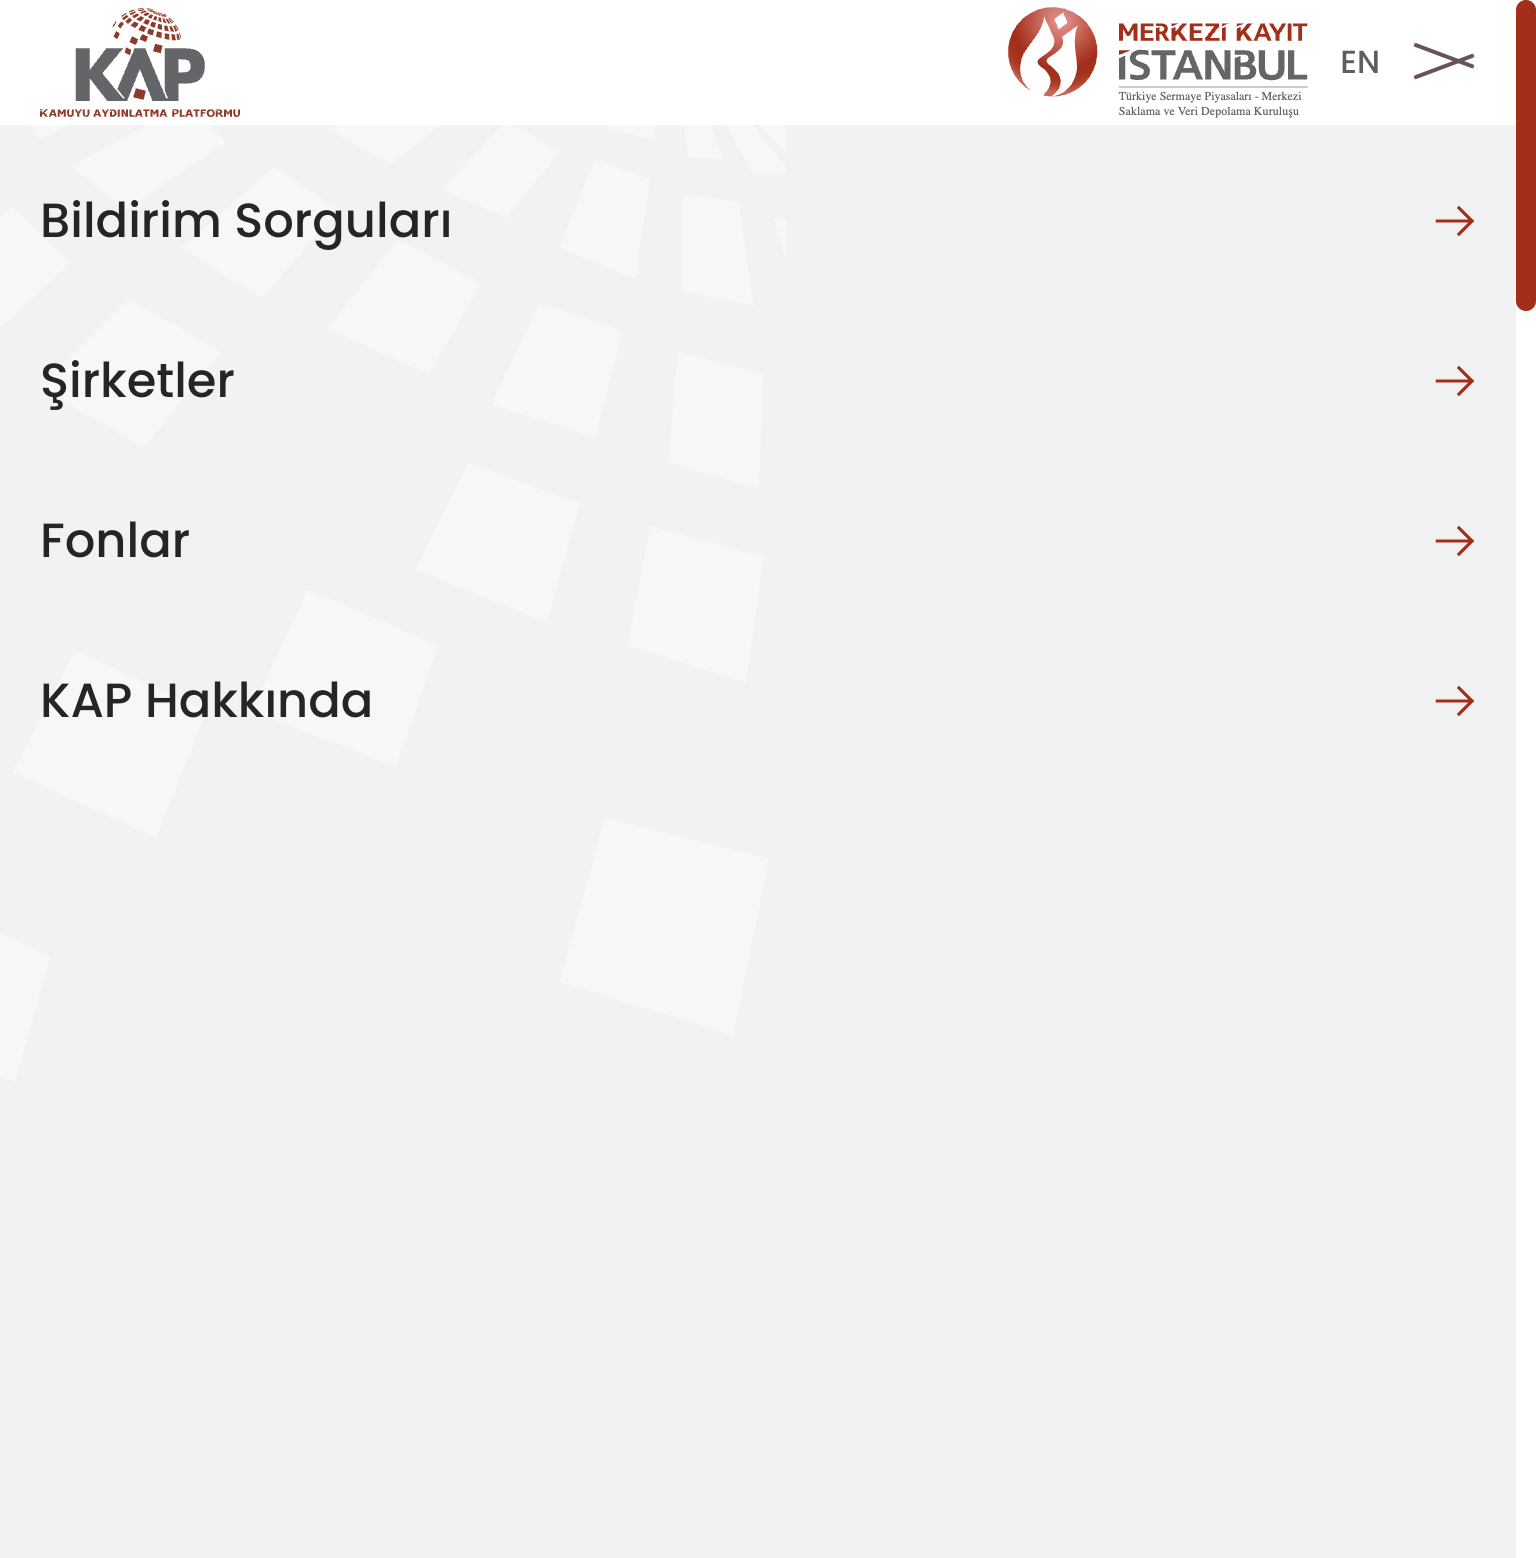 KAP
KAMUYU AYDINLATMA PLATFORMU
MERKEZİ KAYIT
İSTANBUL
Türkiye Sermaye Piyasaları - Merkezi
Saklama ve Veri Depolama Kuruluşu
EN
Bildirim Sorguları
Şirketler
Fonlar
KAP Hakkında